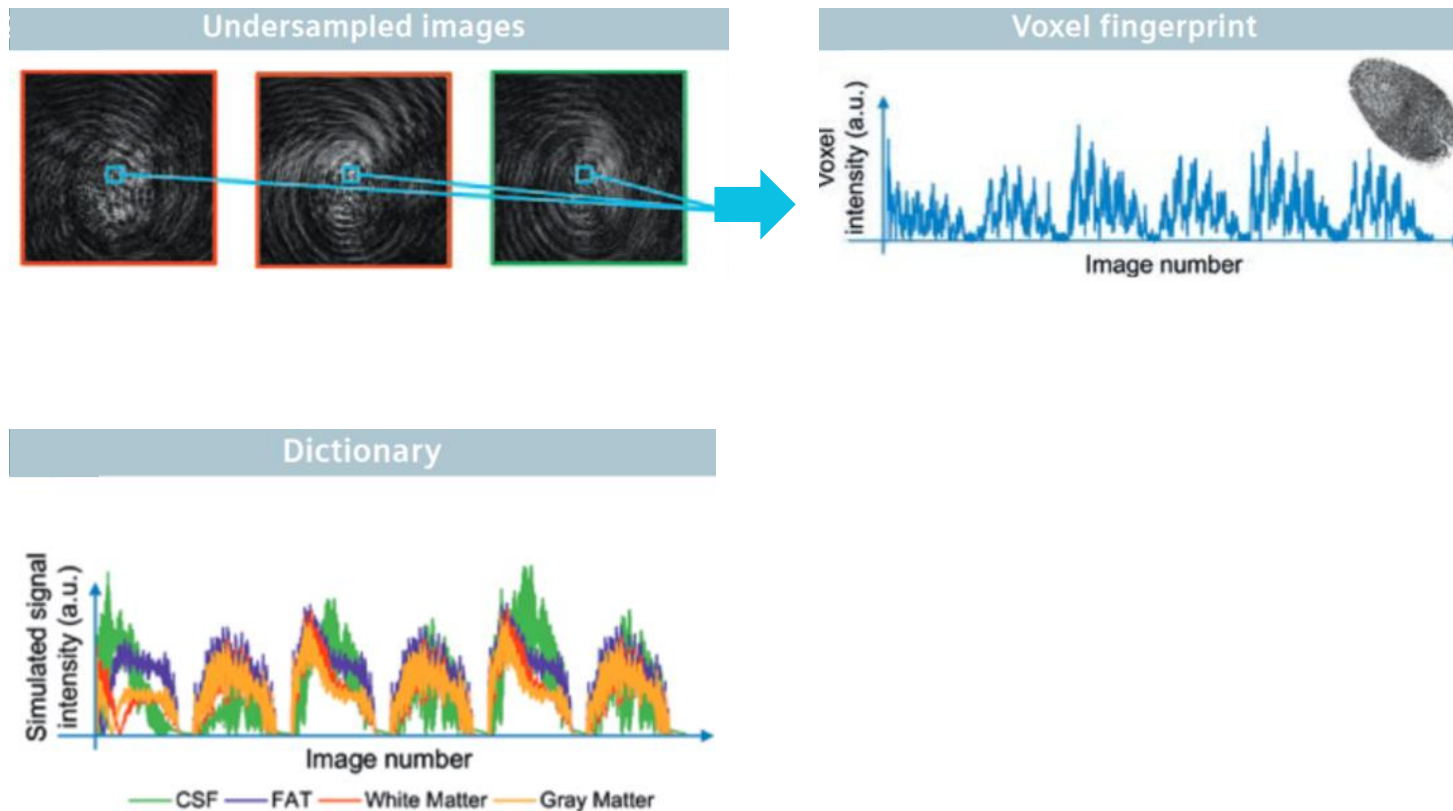 Undersampled images
Voxel fingerprint
Voxel
intensity (a.u.)
Image number
Dictionary
Simulated signal
intensity (a.u.)
Image number
CSF FAT White Matter Gray Matter